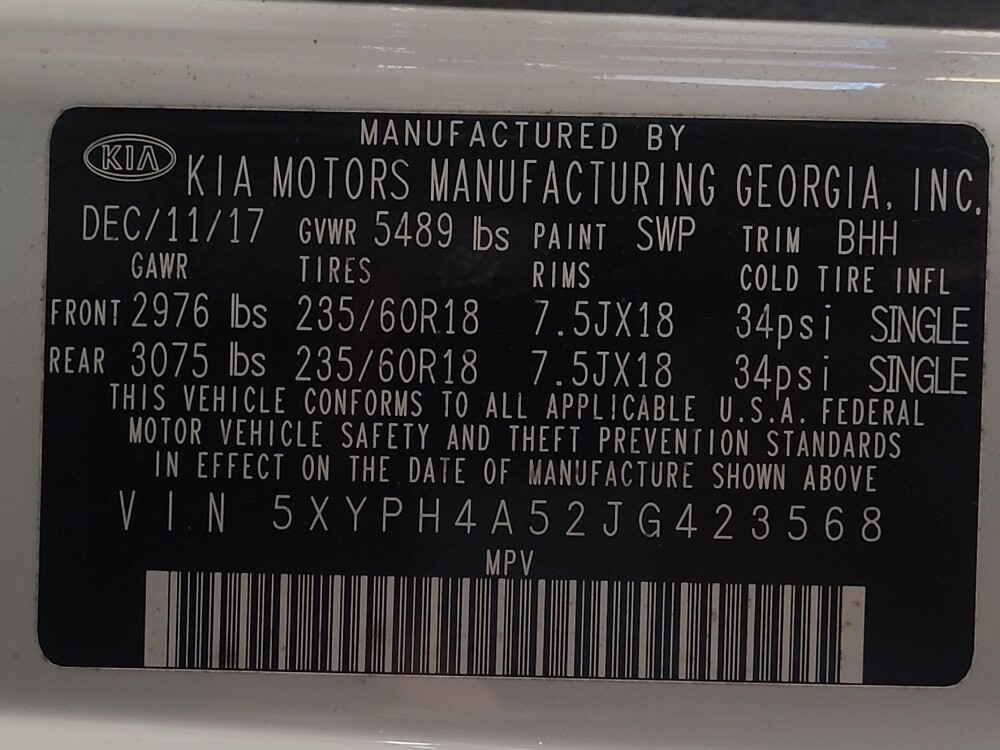 MANUFACTURED BY
KIA KIA MOTORS MANUFACTURING GEORGIA, INC.
DEC/11/17 GVWR 5489 lbs PAINT SWP TRIM BHH
GAWR TIRES RIMS COLD TIRE INFL
FRONT 2976 lbs 235/60R18 7.5JX18 34psi SINGLE
REAR 3075 lbs 235/60R18 7.5JX18 34psi SINGLE
THIS VEHICLE CONFORMS TO ALL APPLICABLE U.S.A. FEDERAL
MOTOR VEHICLE SAFETY AND THEFT PREVENTION STANDARDS
IN EFFECT ON THE DATE OF MANUFACTURE SHOWN ABOVE
VIN 5XYPH4A52JG423568
MPV